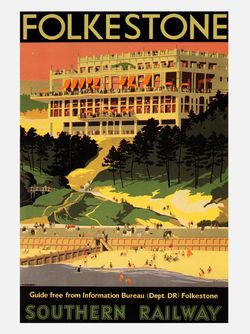 FOLKESTONE
Guide free from Information Bureau (Dept. DR) Folkestone
SOUTHERN RAILWAY